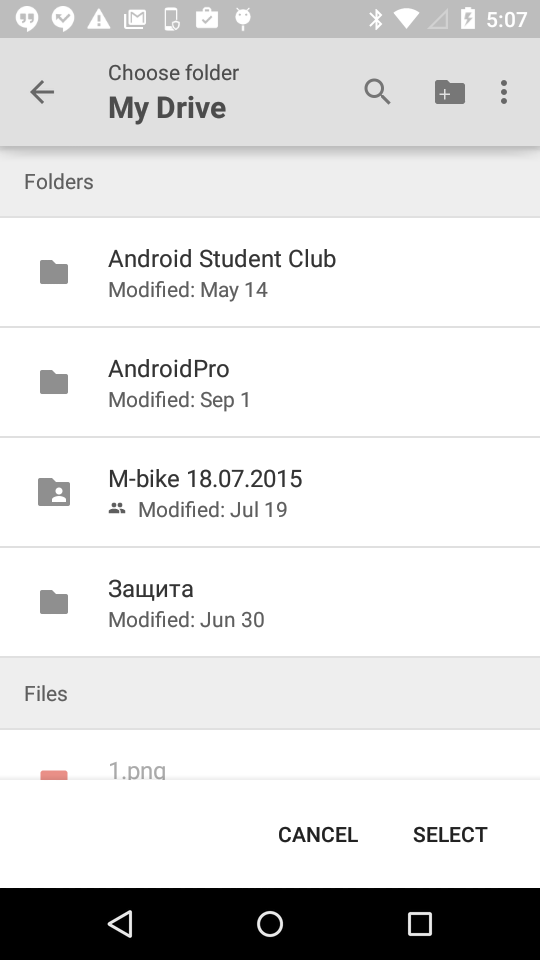 5:07
Choose folder
My Drive
Folders
Android Student Club
Modified: May 14
AndroidPro
Modified: Sep 1
M-bike 18.07.2015
Modified: Jul 19
Защита
Modified: Jun 30
Files
1.png
CANCEL SELECT